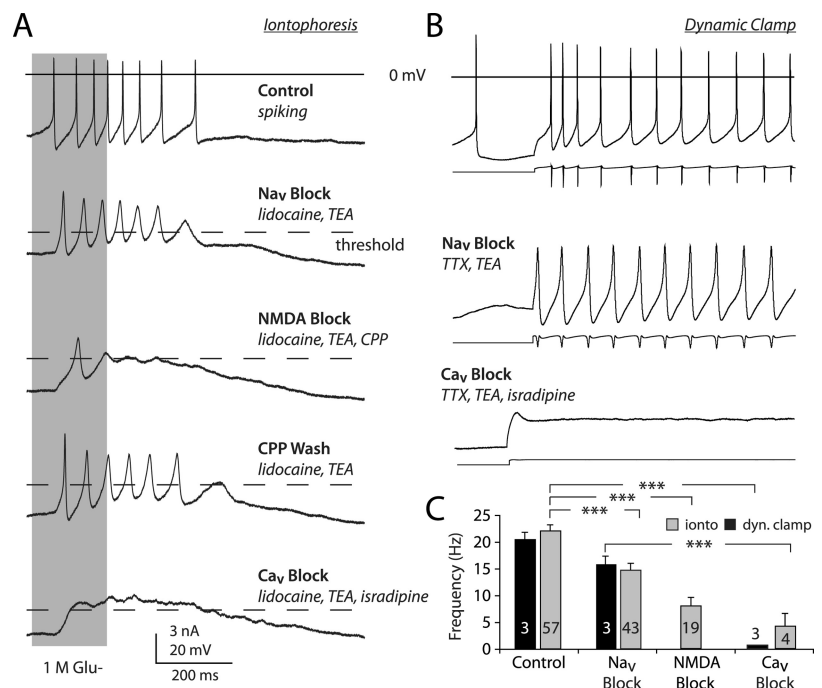 A
Iontophoresis
Control
spiking
Nav Block
lidocaine, TEA
threshold
NMDA Block
lidocaine, TEA, CPP
CPP Wash
lidocaine, TEA
Cav Block
lidocaine, TEA, isradipine
3 nA
20 mV
200 ms
1 M Glu-
B
Dynamic Clamp
0 mV
Nav Block
TTX, TEA
Cav Block
TTX, TEA, isradipine
C
***
***
***
***
ionto
dyn. clamp
Frequency (Hz)
25
20
15
10
5
0
3
57
3
43
19
3
4
Control
Nav
Block
NMDA
Block
Cav
Block